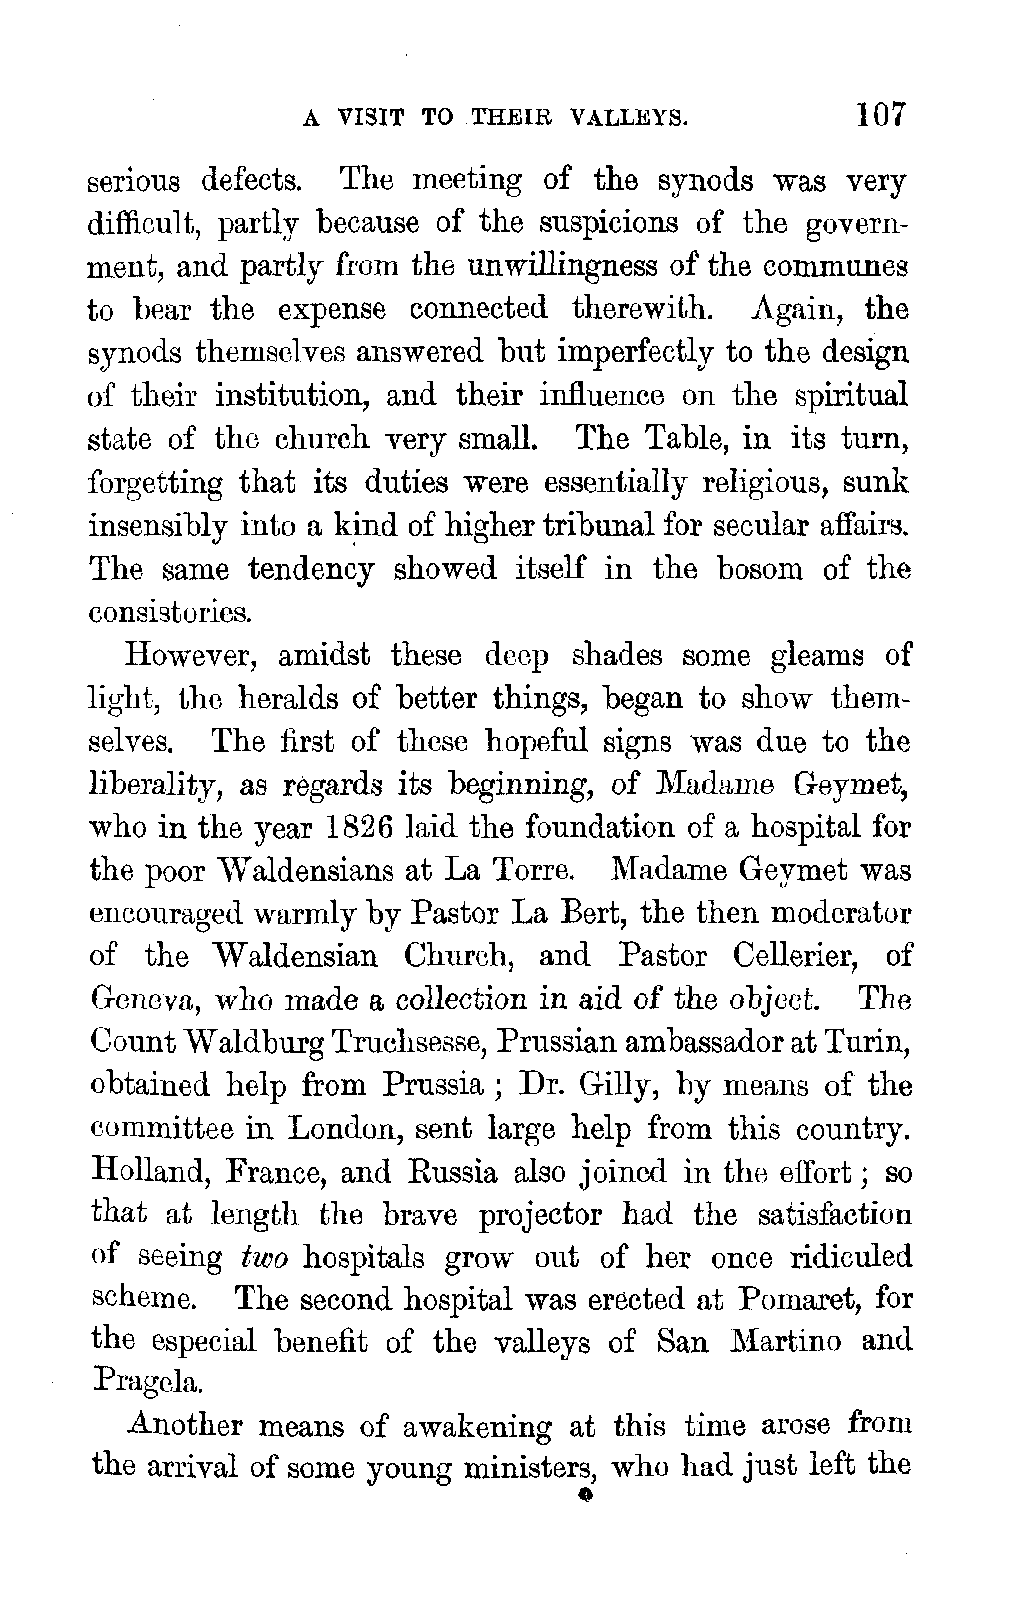 A VISIT TO THEIR VALLEYS. 107
serious defects. The meeting of the synods was very
difficult, partly because of the suspicions of the govern-
ment, and partly from the unwillingness of the communes
to bear the expense connected therewith. Again, the
synods themselves answered but imperfectly to the design
of their institution, and their influence on the spiritual
state of the church very small. The Table, in its turn,
forgetting that its duties were essentially religious, sunk
insensibly into a kind of higher tribunal for secular affairs.
The same tendency showed itself in the bosom of the
consistories.
However, amidst these deep shades some gleams of
light, the heralds of better things, began to show them-
selves. The first of these hopeful signs was due to the
liberality, as regards its beginning, of Madame Geymet,
who in the year 1826 laid the foundation of a hospital for
the poor Waldensians at La Torre. Madame Geymet was
encouraged warmly by Pastor La Bert, the then moderator
of the Waldensian Church, and Pastor Cellerier, of
Geneva, who made a collection in aid of the object. The
Count Waldburg Truchsesse, Prussian ambassador at Turin,
obtained help from Prussia ; Dr. Gilly, by means of the
committee in London, sent large help from this country.
Holland, France, and Russia also joined in the effort ; so
that at length the brave projector had the satisfaction
of seeing two hospitals grow out of her once ridiculed
scheme. The second hospital was erected at Pomaret, for
the especial benefit of the valleys of San Martino and
Pragela.
Another means of awakening at this time arose from
the arrival of some young ministers, who had just left the